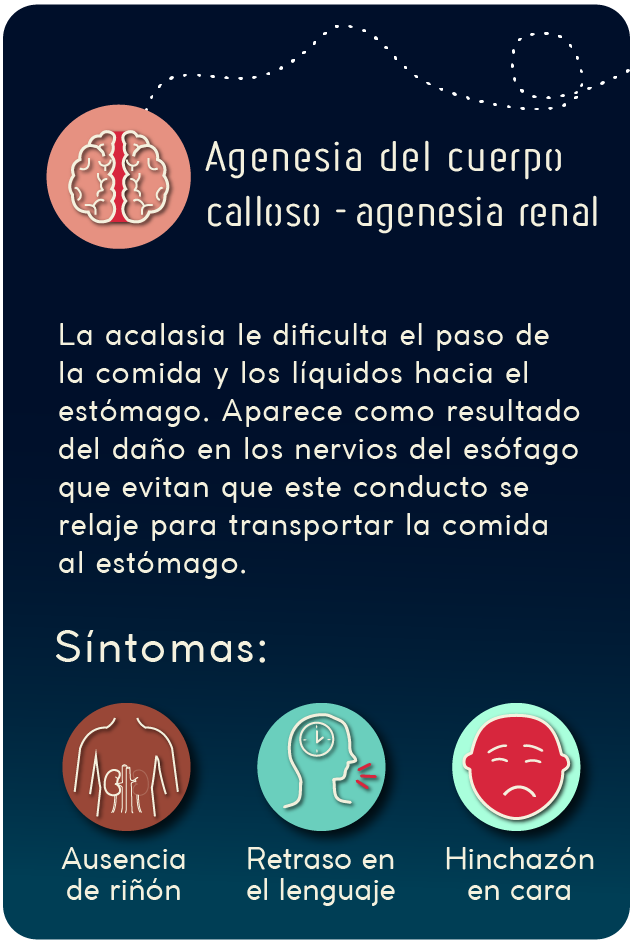 Agenesia del cuerpo
calloso - agenesia renal
La acalasia le dificulta el paso de
la comida y los líquidos hacia el
estómago. Aparece como resultado
del daño en los nervios del esófago
que evitan que este conducto se
relaje para transportar la comida
al estómago.
Síntomas:
Ausencia
de riñón
Retraso en
el lenguaje
Hinchazón
en cara